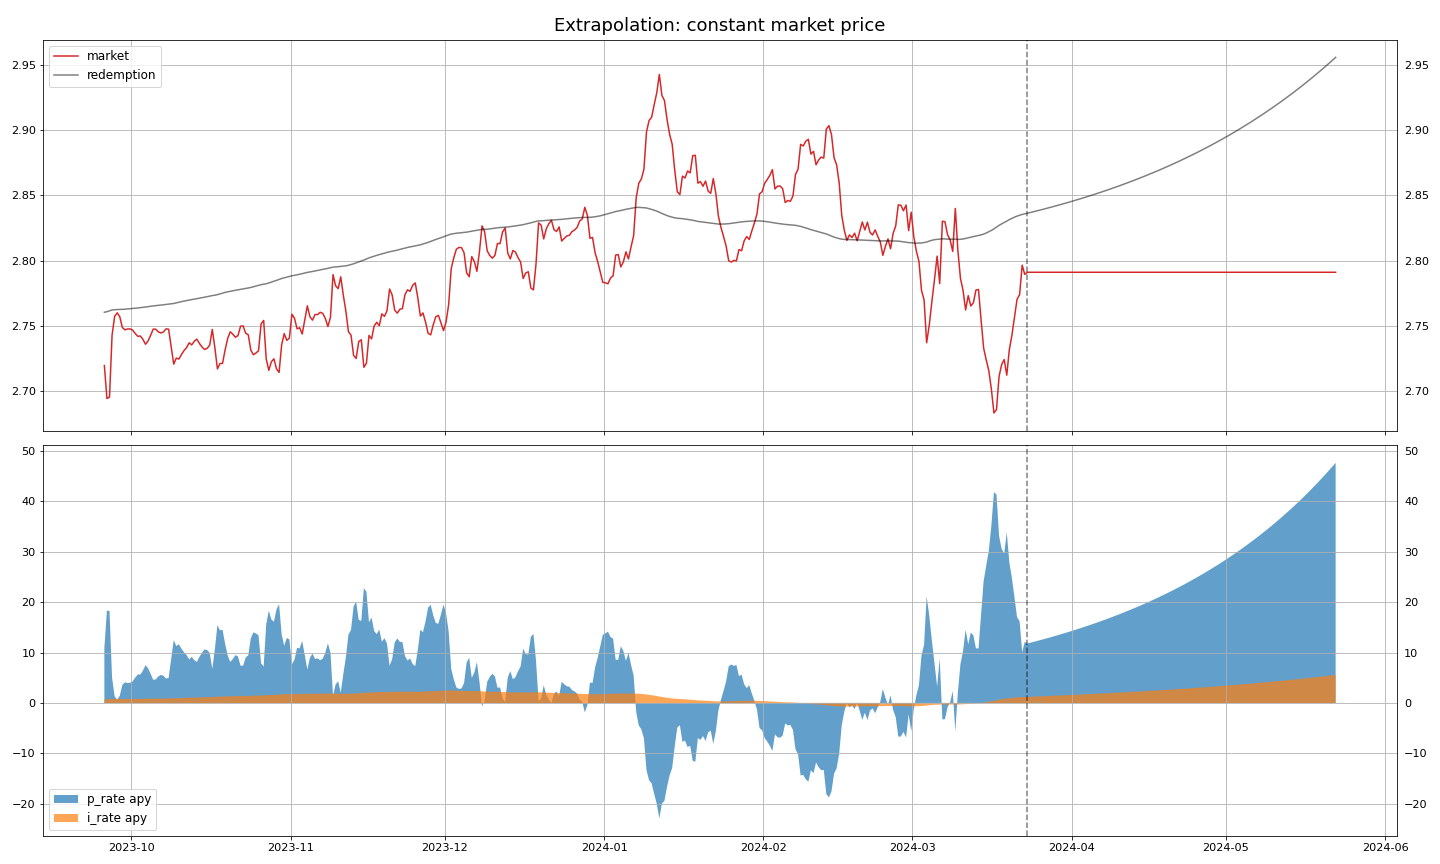 Extrapolation: constant market price
market
redemption
2.95 2.95
2.90 2.90
2.85 2.85
2.80 2.80
2.75 2.75
2.70 2.70
50 50
40 40
30 30
20 20
10 10
0 0
−10 −10
−20 −20
p_rate apy
i_rate apy
2023-10 2023-11 2023-12 2024-01 2024-02 2024-03 2024-04 2024-05 2024-06